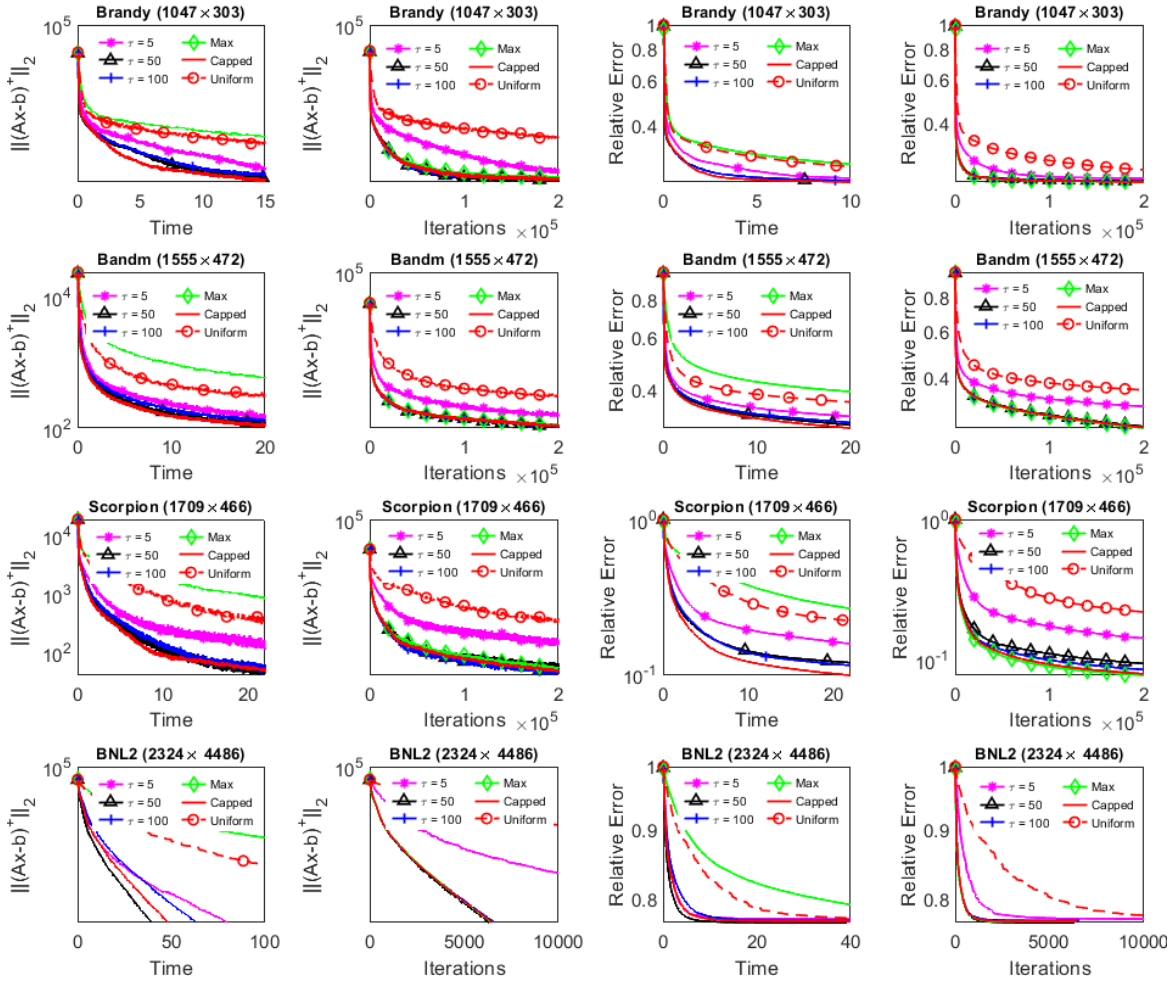 Brandy (1047×303)
10^5
τ = 5
τ = 50
τ = 100
Max
Capped
Uniform
||(Ax-b)^+||_2
0 5 10 15
Time
Brandy (1047×303)
10^5
τ = 5
τ = 50
τ = 100
Max
Capped
Uniform
||(Ax-b)^+||_2
0 1 2
Iterations ×10^5
Brandy (1047×303)
1
0.8
0.6
0.4
τ = 5
τ = 50
τ = 100
Max
Capped
Uniform
Relative Error
0 5 10
Time
Brandy (1047×303)
1
0.8
0.6
0.4
τ = 5
τ = 50
τ = 100
Max
Capped
Uniform
Relative Error
0 1 2
Iterations ×10^5
Bandm (1555×472)
10^4
10^2
τ = 5
τ = 50
τ = 100
Max
Capped
Uniform
||(Ax-b)^+||_2
10 20
Time
Bandm (1555×472)
10^5
τ = 5
τ = 50
τ = 100
Max
Capped
Uniform
||(Ax-b)^+||_2
0 1 2
Iterations ×10^5
Bandm (1555×472)
0.8
0.6
0.4
τ = 5
τ = 50
τ = 100
Max
Capped
Uniform
Relative Error
0 10 20
Time
Bandm (1555×472)
0.8
0.6
0.4
τ = 5
τ = 50
τ = 100
Max
Capped
Uniform
Relative Error
0 1 2
Iterations ×10^5
Scorpion (1709×466)
10^4
10^3
10^2
τ = 5
τ = 50
τ = 100
Max
Capped
Uniform
||(Ax-b)^+||_2
0 10 20
Time
Scorpion (1709×466)
10^5
τ = 5
τ = 50
τ = 100
Max
Capped
Uniform
||(Ax-b)^+||_2
0 1 2
Iterations ×10^5
Scorpion (1709×466)
10^0
10^-1
τ = 5
τ = 50
τ = 100
Max
Capped
Uniform
Relative Error
0 10 20
Time
Scorpion (1709×466)
10^0
10^-1
τ = 5
τ = 50
τ = 100
Max
Capped
Uniform
Relative Error
0 1 2
Iterations ×10^5
BNL2 (2324× 4486)
10^5
τ = 5
τ = 50
τ = 100
Max
Capped
Uniform
||(Ax-b)^+||_2
0 50 100
Time
BNL2 (2324× 4486)
10^5
τ = 5
τ = 50
τ = 100
Max
Capped
Uniform
||(Ax-b)^+||_2
0 5000 10000
Iterations
BNL2 (2324× 4486)
1
0.9
0.8
τ = 5
τ = 50
τ = 100
Max
Capped
Uniform
Relative Error
0 20 40
Time
BNL2 (2324× 4486)
1
0.9
0.8
τ = 5
τ = 50
τ = 100
Max
Capped
Uniform
Relative Error
0 5000 10000
Iterations